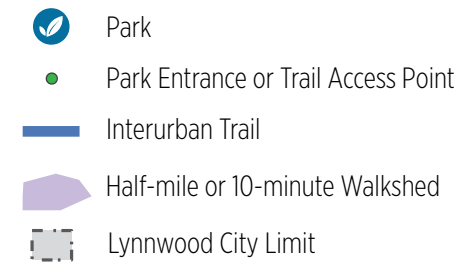 Park
Park Entrance or Trail Access Point
Interurban Trail
Half-mile or 10-minute Walkshed
Lynnwood City Limit